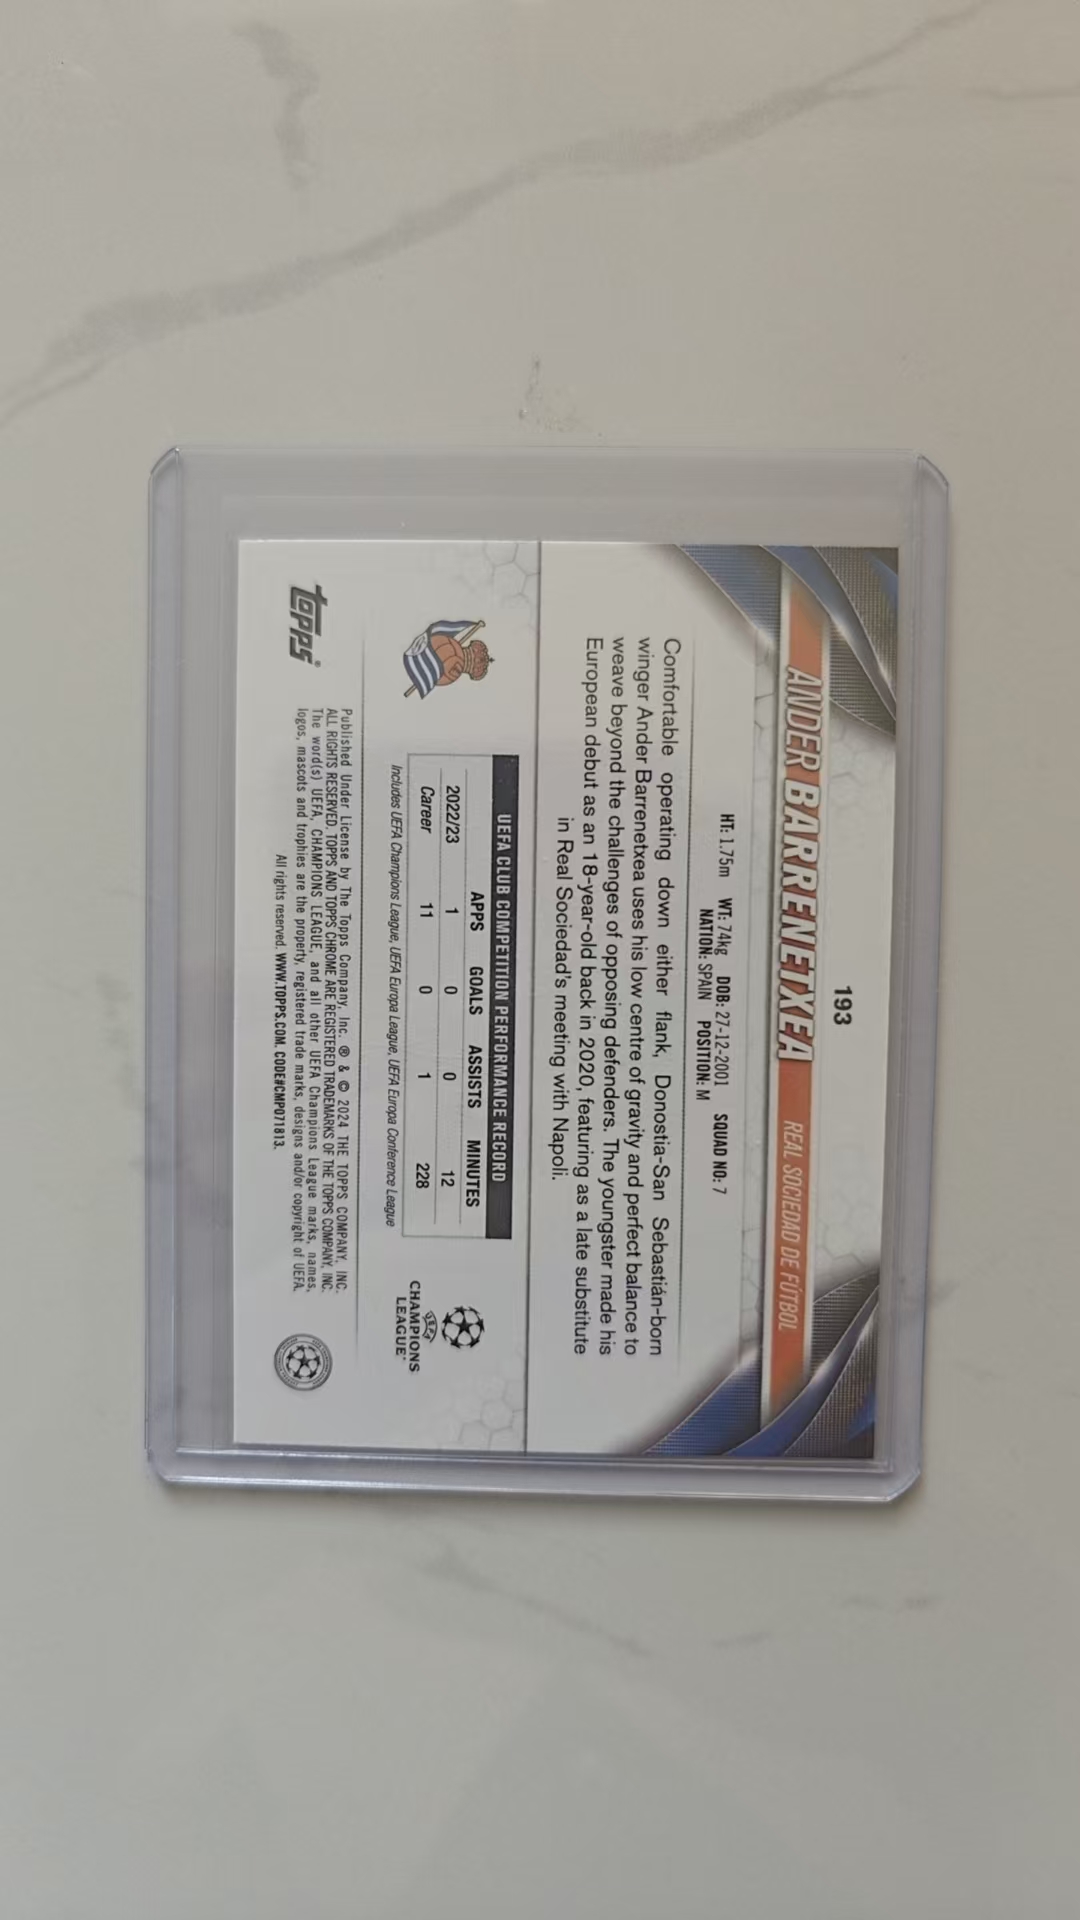 193
ANDER BARRENETXEA REAL SOCIEDAD DE FÚTBOL
HT: 1.75m WT: 74kg DOB: 27-12-2001 SQUAD NO: 7
NATION: SPAIN POSITION: M
Comfortable operating down either flank, Donostia-San Sebastián-born
winger Ander Barrenetxea uses his low centre of gravity and perfect balance to
weave beyond the challenges of opposing defenders. The youngster made his
European debut as an 18-year-old back in 2020, featuring as a late substitute
in Real Sociedad's meeting with Napoli.
UEFA CLUB COMPETITION PERFORMANCE RECORD
APPS GOALS ASSISTS MINUTES
2022/23 1 0 0 12
Career 11 0 1 228
Includes UEFA Champions League, UEFA Europa League, UEFA Europa Conference League
UEFA
CHAMPIONS
LEAGUE
topps®
Published Under License by The Topps Company, Inc. ® & © 2024 THE TOPPS COMPANY, INC.
ALL RIGHTS RESERVED. TOPPS AND TOPPS CHROME ARE REGISTERED TRADEMARKS OF THE TOPPS COMPANY, INC.
The word(s) UEFA, CHAMPIONS LEAGUE, and all other UEFA Champions League marks, names,
logos, mascots and trophies are the property, registered trade marks, designs and/or copyright of UEFA.
All rights reserved. WWW.TOPPS.COM. CODE#CMP071813.